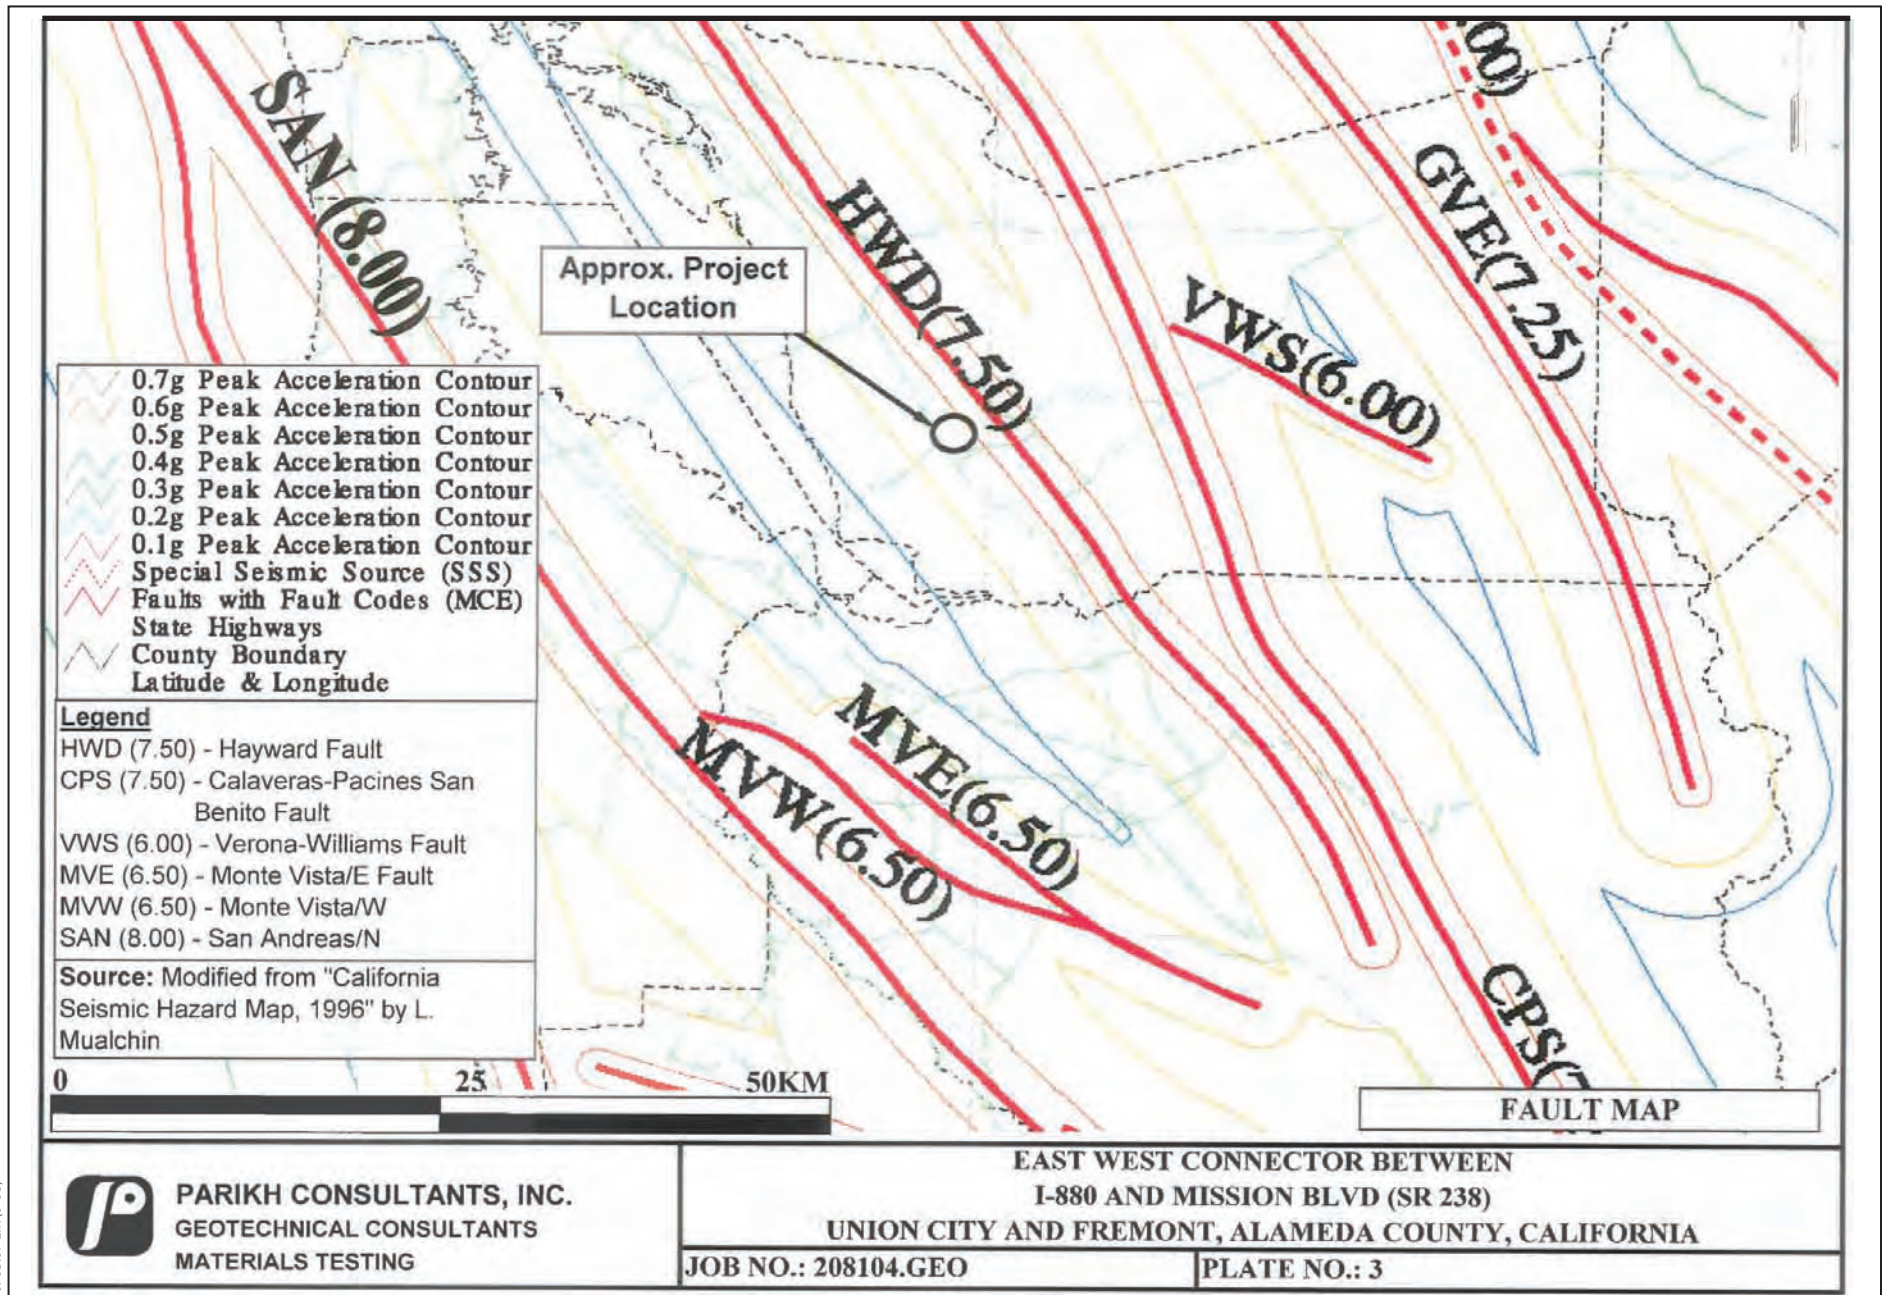 .00)
SAN (8.00)
HWD(7.50)
GVE(7.25)
VWS(6.00)
Approx. Project
Location
0.7g Peak Acceleration Contour
0.6g Peak Acceleration Contour
0.5g Peak Acceleration Contour
0.4g Peak Acceleration Contour
0.3g Peak Acceleration Contour
0.2g Peak Acceleration Contour
0.1g Peak Acceleration Contour
Special Seismic Source (SSS)
Faults with Fault Codes (MCE)
State Highways
County Boundary
Latitude & Longitude
Legend
HWD (7.50) - Hayward Fault
CPS (7.50) - Calaveras-Pacines San
Benito Fault
VWS (6.00) - Verona-Williams Fault
MVE (6.50) - Monte Vista/E Fault
MVW (6.50) - Monte Vista/W
SAN (8.00) - San Andreas/N
Source: Modified from "California
Seismic Hazard Map, 1996" by L.
Mualchin
MVE(6.50)
MVW(6.50)
CPS(7
0 25 50KM
FAULT MAP
PARIKH CONSULTANTS, INC.
GEOTECHNICAL CONSULTANTS
MATERIALS TESTING
EAST WEST CONNECTOR BETWEEN
I-880 AND MISSION BLVD (SR 238)
UNION CITY AND FREMONT, ALAMEDA COUNTY, CALIFORNIA
JOB NO.: 208104.GEO
PLATE NO.: 3